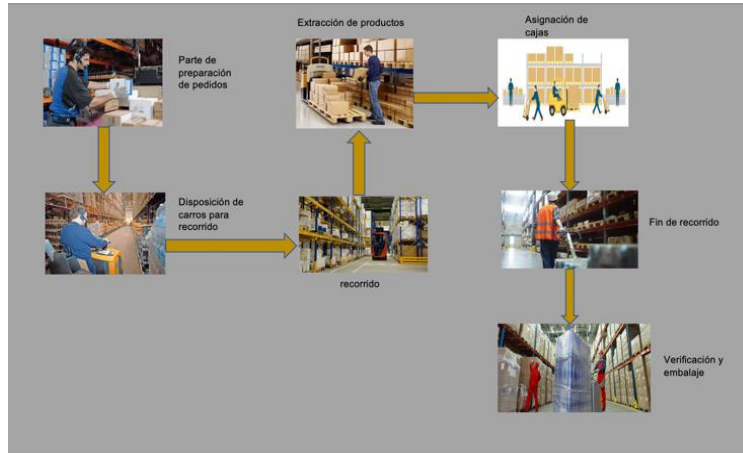 Parte de
preparación
de pedidos
Disposición de
carros para
recorrido
recorrido
Extracción de productos
Asignación de
cajas
Fin de recorrido
Verificación y
embalaje